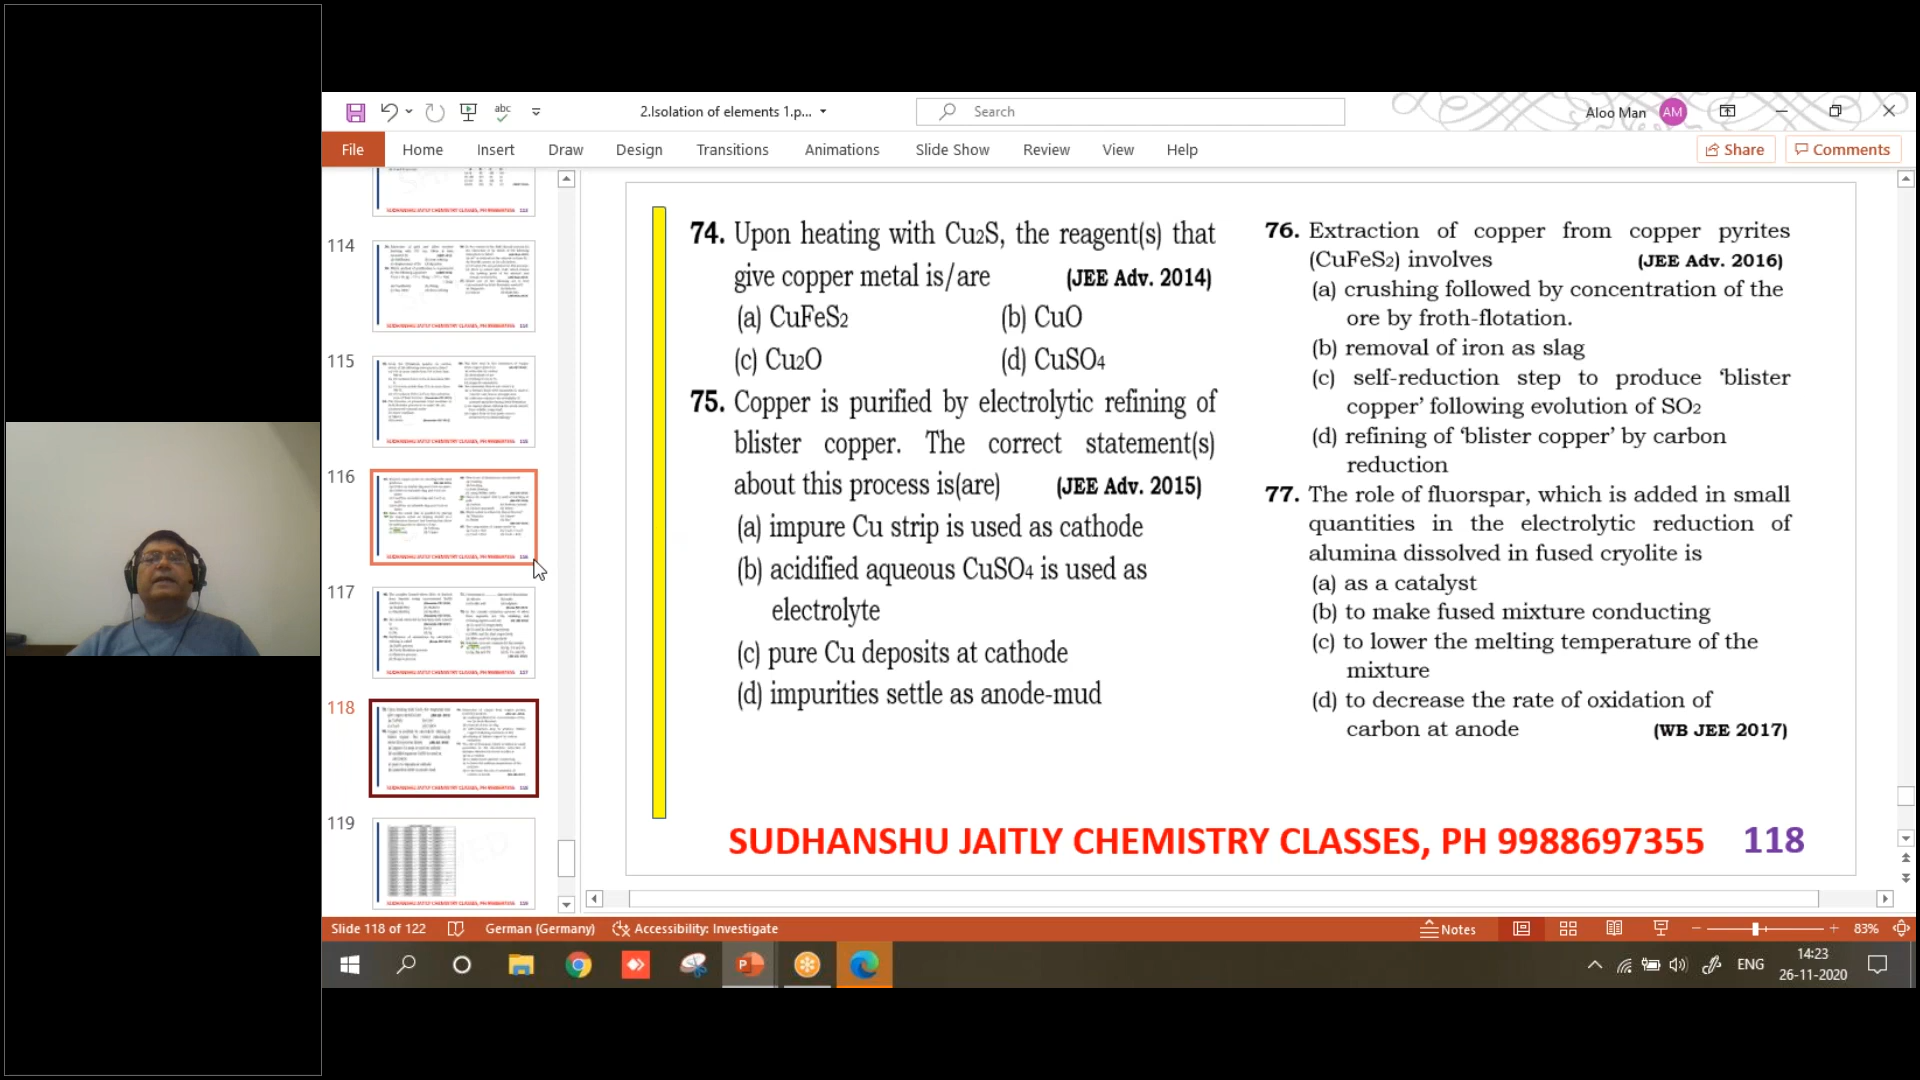 abc
2.Isolation of elements 1.p...
Search
Aloo Man
AM
File
Home
Insert
Draw
Design
Transitions
Animations
Slide Show
Review
View
Help
Share
Comments
114
115
116
117
118
119
74. Upon heating with Cu2S, the reagent(s) that
give copper metal is/are (JEE Adv. 2014)
(a) CuFeS2 (b) CuO
(c) Cu2O (d) CuSO4
75. Copper is purified by electrolytic refining of
blister copper. The correct statement(s)
about this process is(are) (JEE Adv. 2015)
(a) impure Cu strip is used as cathode
(b) acidified aqueous CuSO4 is used as
electrolyte
(c) pure Cu deposits at cathode
(d) impurities settle as anode-mud
76. Extraction of copper from copper pyrites
(CuFeS2) involves (JEE Adv. 2016)
(a) crushing followed by concentration of the
ore by froth-flotation.
(b) removal of iron as slag
(c) self-reduction step to produce 'blister
copper' following evolution of SO2
(d) refining of 'blister copper' by carbon
reduction
77. The role of fluorspar, which is added in small
quantities in the electrolytic reduction of
alumina dissolved in fused cryolite is
(a) as a catalyst
(b) to make fused mixture conducting
(c) to lower the melting temperature of the
mixture
(d) to decrease the rate of oxidation of
carbon at anode (WB JEE 2017)
SUDHANSHU JAITLY CHEMISTRY CLASSES, PH 9988697355 118
Slide 118 of 122
German (Germany)
Accessibility: Investigate
Notes
83%
ENG
14:23
26-11-2020